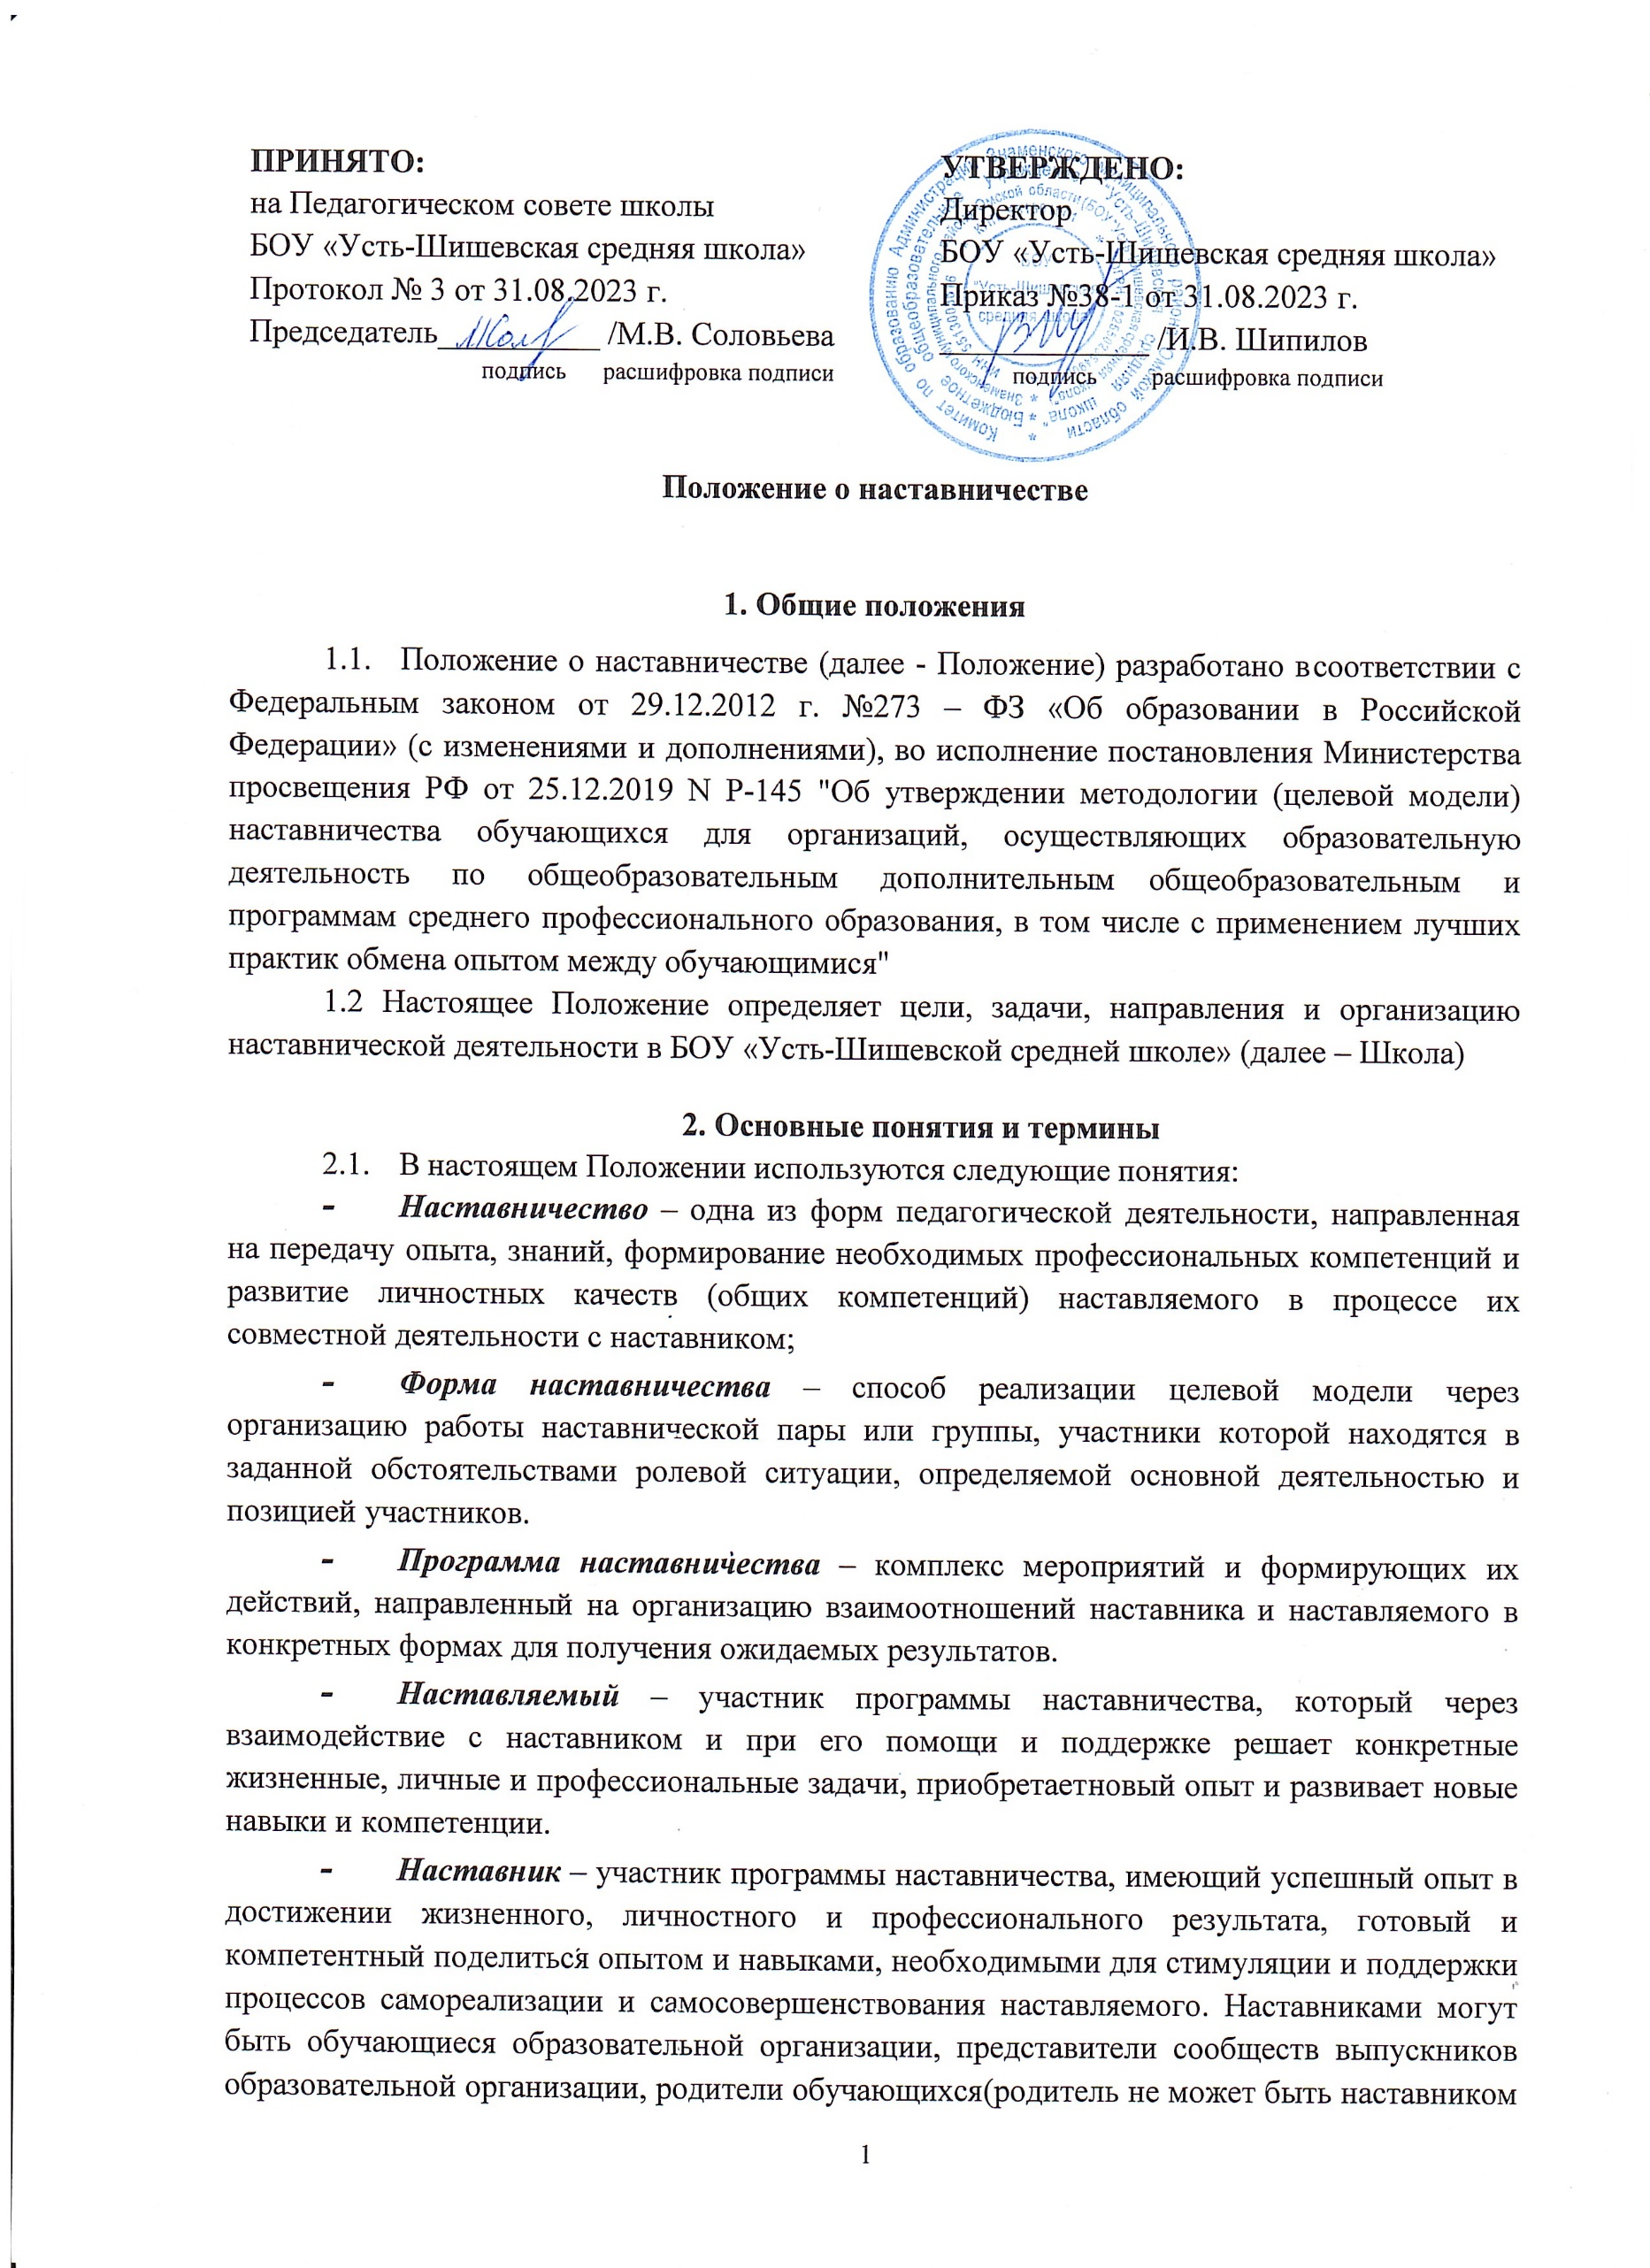 ПРИНЯТО:
на Педагогическом совете школы
БОУ «Усть-Шишевская средняя школа»
Протокол № 3 от 31.08.2023 г.
Председатель__________ /М.В. Соловьева
подпись расшифровка подписи
УТВЕРЖДЕНО:
Директор
БОУ «Усть-Шишевская средняя школа»
Приказ №38-1 от 31.08.2023 г.
_____________ /И.В. Шипилов
подпись расшифровка подписи
Положение о наставничестве
1. Общие положения
1.1. Положение о наставничестве (далее - Положение) разработано в соответствии с
Федеральным законом от 29.12.2012 г. №273 – ФЗ «Об образовании в Российской
Федерации» (с изменениями и дополнениями), во исполнение постановления Министерства
просвещения РФ от 25.12.2019 N Р-145 "Об утверждении методологии (целевой модели)
наставничества обучающихся для организаций, осуществляющих образовательную
деятельность по общеобразовательным дополнительным общеобразовательным и
программам среднего профессионального образования, в том числе с применением лучших
практик обмена опытом между обучающимися"
1.2 Настоящее Положение определяет цели, задачи, направления и организацию
наставнической деятельности в БОУ «Усть-Шишевской средней школе» (далее – Школа)
2. Основные понятия и термины
2.1. В настоящем Положении используются следующие понятия:
- Наставничество – одна из форм педагогической деятельности, направленная
на передачу опыта, знаний, формирование необходимых профессиональных компетенций и
развитие личностных качеств (общих компетенций) наставляемого в процессе их
совместной деятельности с наставником;
- Форма наставничества – способ реализации целевой модели через
организацию работы наставнической пары или группы, участники которой находятся в
заданной обстоятельствами ролевой ситуации, определяемой основной деятельностью и
позицией участников.
- Программа наставничества – комплекс мероприятий и формирующих их
действий, направленный на организацию взаимоотношений наставника и наставляемого в
конкретных формах для получения ожидаемых результатов.
- Наставляемый – участник программы наставничества, который через
взаимодействие с наставником и при его помощи и поддержке решает конкретные
жизненные, личные и профессиональные задачи, приобретаетновый опыт и развивает новые
навыки и компетенции.
- Наставник – участник программы наставничества, имеющий успешный опыт в
достижении жизненного, личностного и профессионального результата, готовый и
компетентный поделиться опытом и навыками, необходимыми для стимуляции и поддержки
процессов самореализации и самосовершенствования наставляемого. Наставниками могут
быть обучающиеся образовательной организации, представители сообществ выпускников
образовательной организации, родители обучающихся(родитель не может быть наставником
1